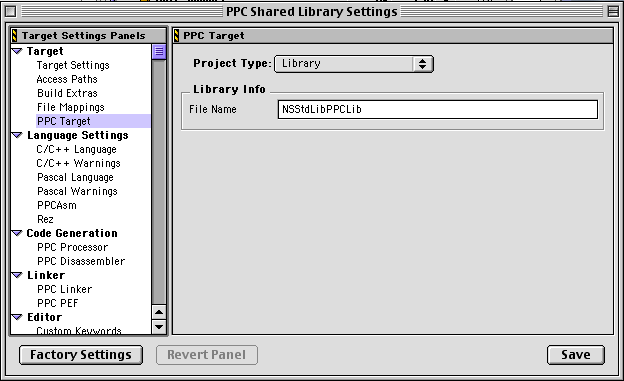 PPC Shared Library Settings
Target Settings Panels
Target
Target Settings
Access Paths
Build Extras
File Mappings
PPC Target
Language Settings
C/C++ Language
C/C++ Warnings
Pascal Language
Pascal Warnings
PPCAsm
Rez
Code Generation
PPC Processor
PPC Disassembler
Linker
PPC Linker
PPC PEF
Editor
Custom Keywords
PPC Target
Project Type: Library
Library Info
File Name NSStdLibPPCLib
Factory Settings Revert Panel Save